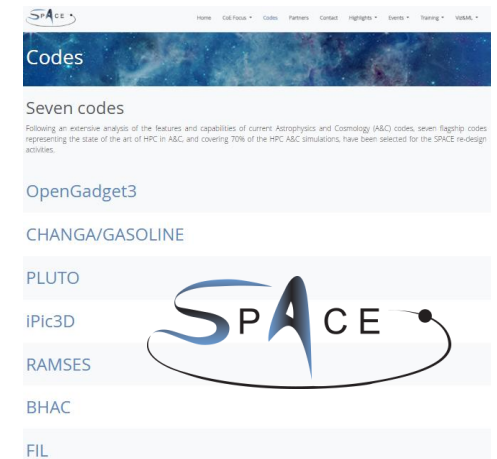 SPACE
Home CoE Focus Codes Partners Contact Highlights Events Training Viz&ML
Codes
Seven codes
Following an extensive analysis of the features and capabilities of current Astrophysics and Cosmology (A&C) codes, seven flagship codes
representing the state of the art of HPC in A&C, and covering 70% of the HPC A&C simulations, have been selected for the SPACE re-design
activities.
OpenGadget3
CHANGA/GASOLINE
PLUTO
iPic3D
SPACE
RAMSES
BHAC
FIL